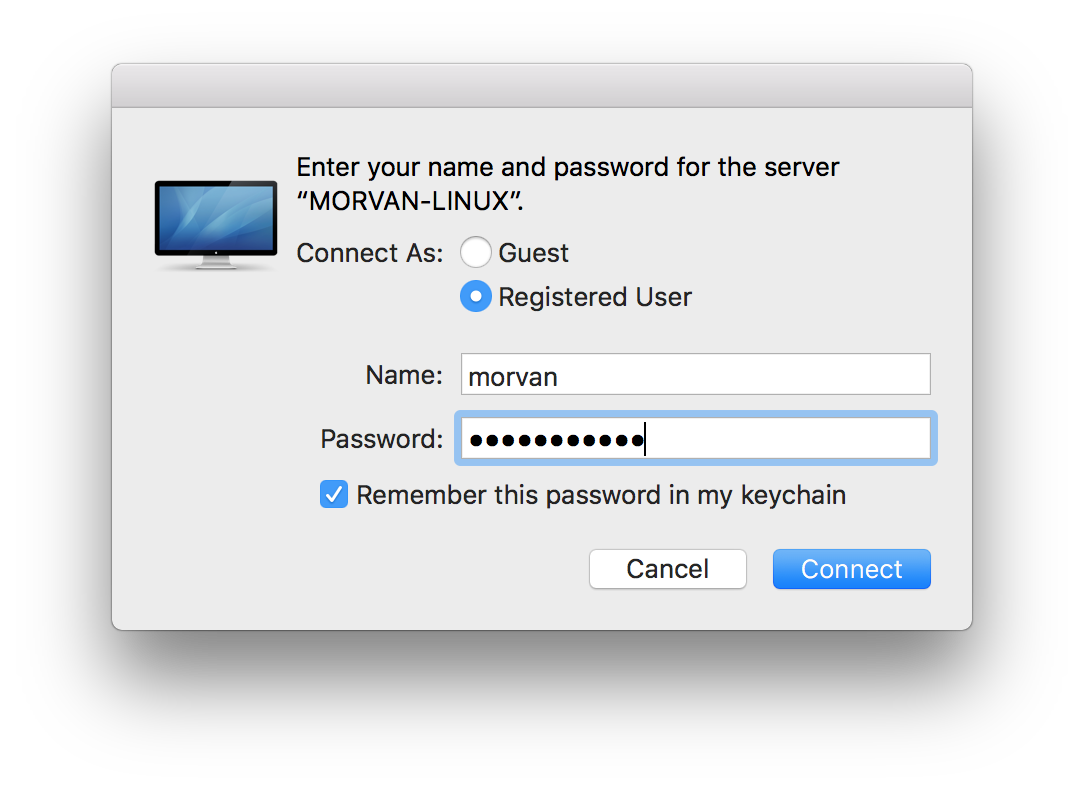 Enter your name and password for the server
“MORVAN-LINUX”.
Connect As: Guest
Registered User
Name: morvan
Password: •••••••••••
Remember this password in my keychain
Cancel Connect